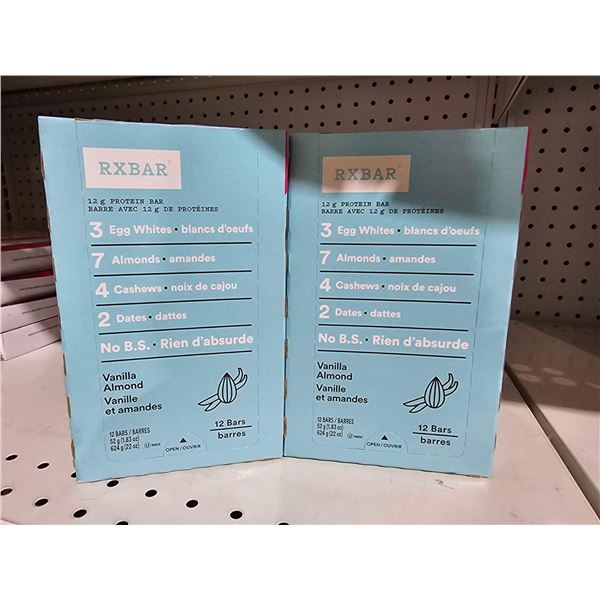 RXBAR®
12 g PROTEIN BAR
BARRE AVEC 12 g DE PROTÉINES
3 Egg Whites • blancs d'oeufs
7 Almonds • amandes
4 Cashews • noix de cajou
2 Dates • dattes
No B.S. • Rien d'absurde
Vanilla
Almond
Vanille
et amandes
12 BARS / BARRES
52 g (1.83 oz)
624 g (22 oz)
OPEN / OUVRIR
12 Bars
barres
RXBAR®
12 g PROTEIN BAR
BARRE AVEC 12 g DE PROTÉINES
3 Egg Whites • blancs d'oeufs
7 Almonds • amandes
4 Cashews • noix de cajou
2 Dates • dattes
No B.S. • Rien d'absurde
Vanilla
Almond
Vanille
et amandes
12 BARS / BARRES
52 g (1.83 oz)
624 g (22 oz)
OPEN / OUVRIR
12 Bars
barres